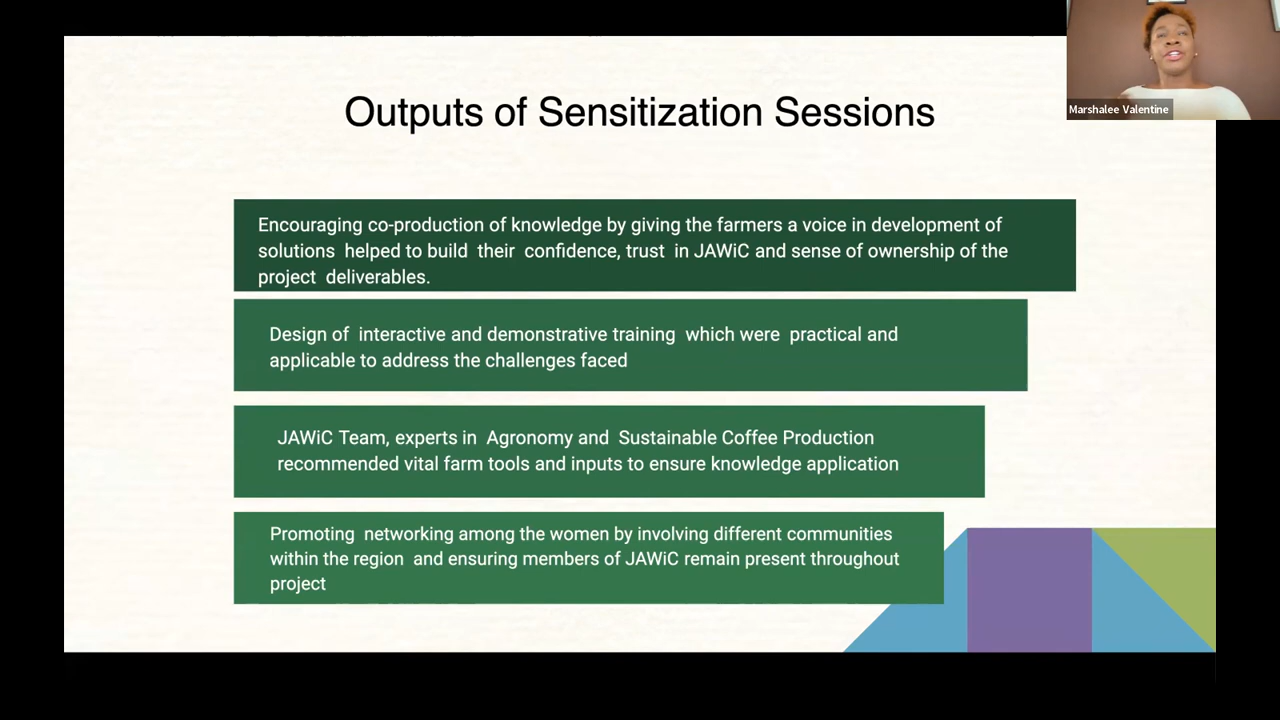 Marshalee Valentine
Outputs of Sensitization Sessions
Encouraging co-production of knowledge by giving the farmers a voice in development of
solutions helped to build their confidence, trust in JAWiC and sense of ownership of the
project deliverables.
Design of interactive and demonstrative training which were practical and
applicable to address the challenges faced
JAWiC Team, experts in Agronomy and Sustainable Coffee Production
recommended vital farm tools and inputs to ensure knowledge application
Promoting networking among the women by involving different communities
within the region and ensuring members of JAWiC remain present throughout
project